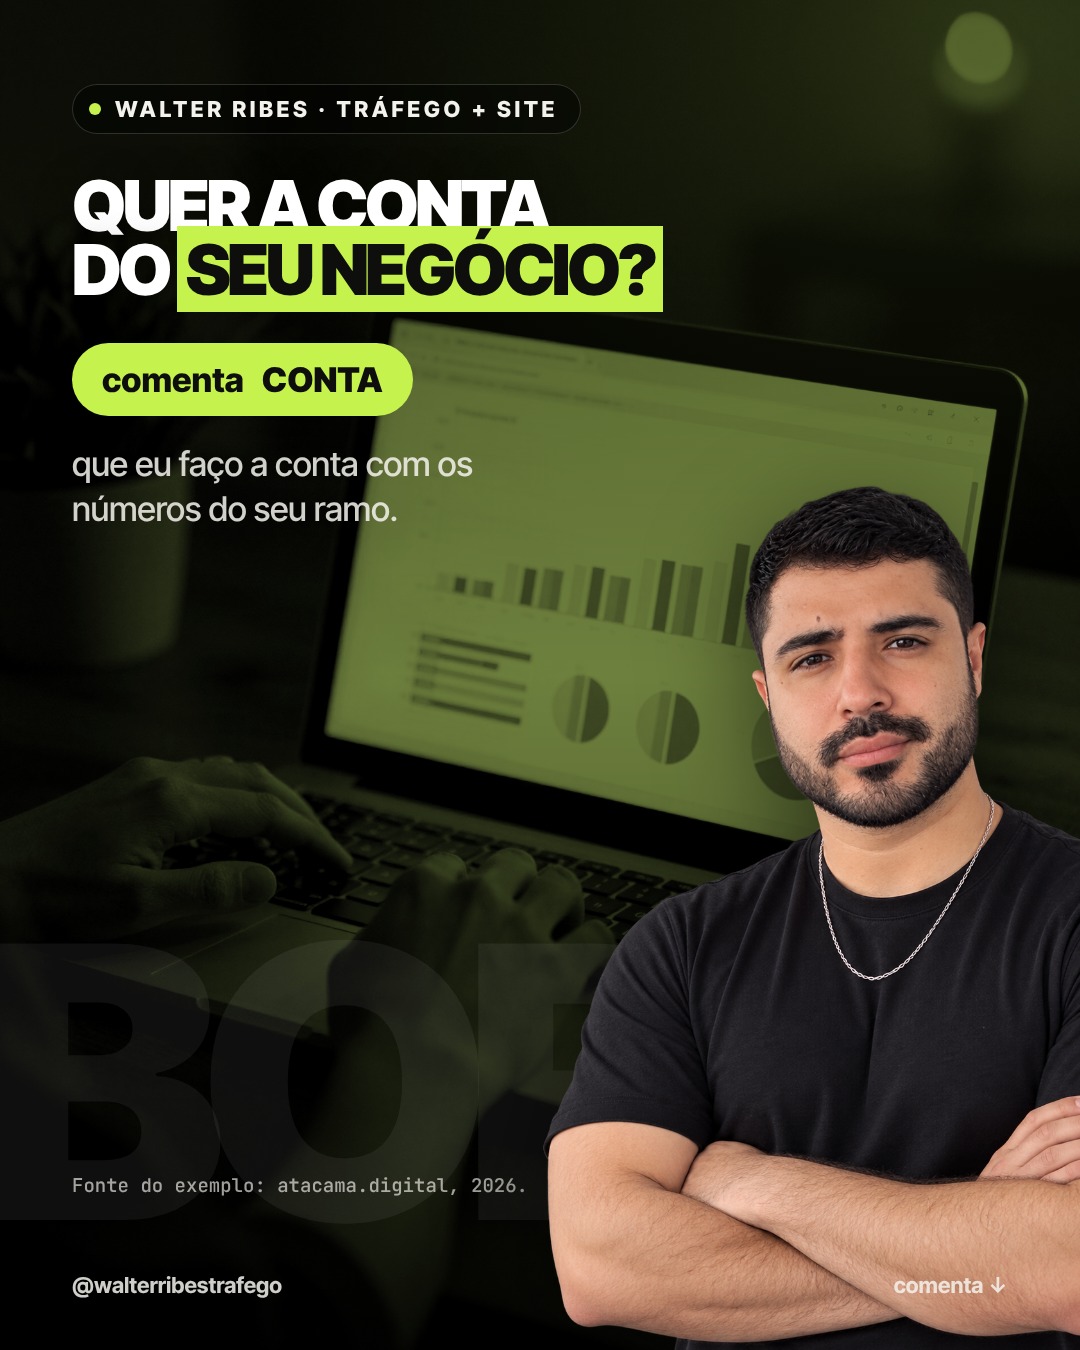 WALTER RIBES · TRÁFEGO + SITE
QUER A CONTA
DO SEU NEGÓCIO?
comenta CONTA
que eu faço a conta com os
números do seu ramo.
BO
Fonte do exemplo: atacama.digital, 2026.
@walterribestrafego
comenta ↓